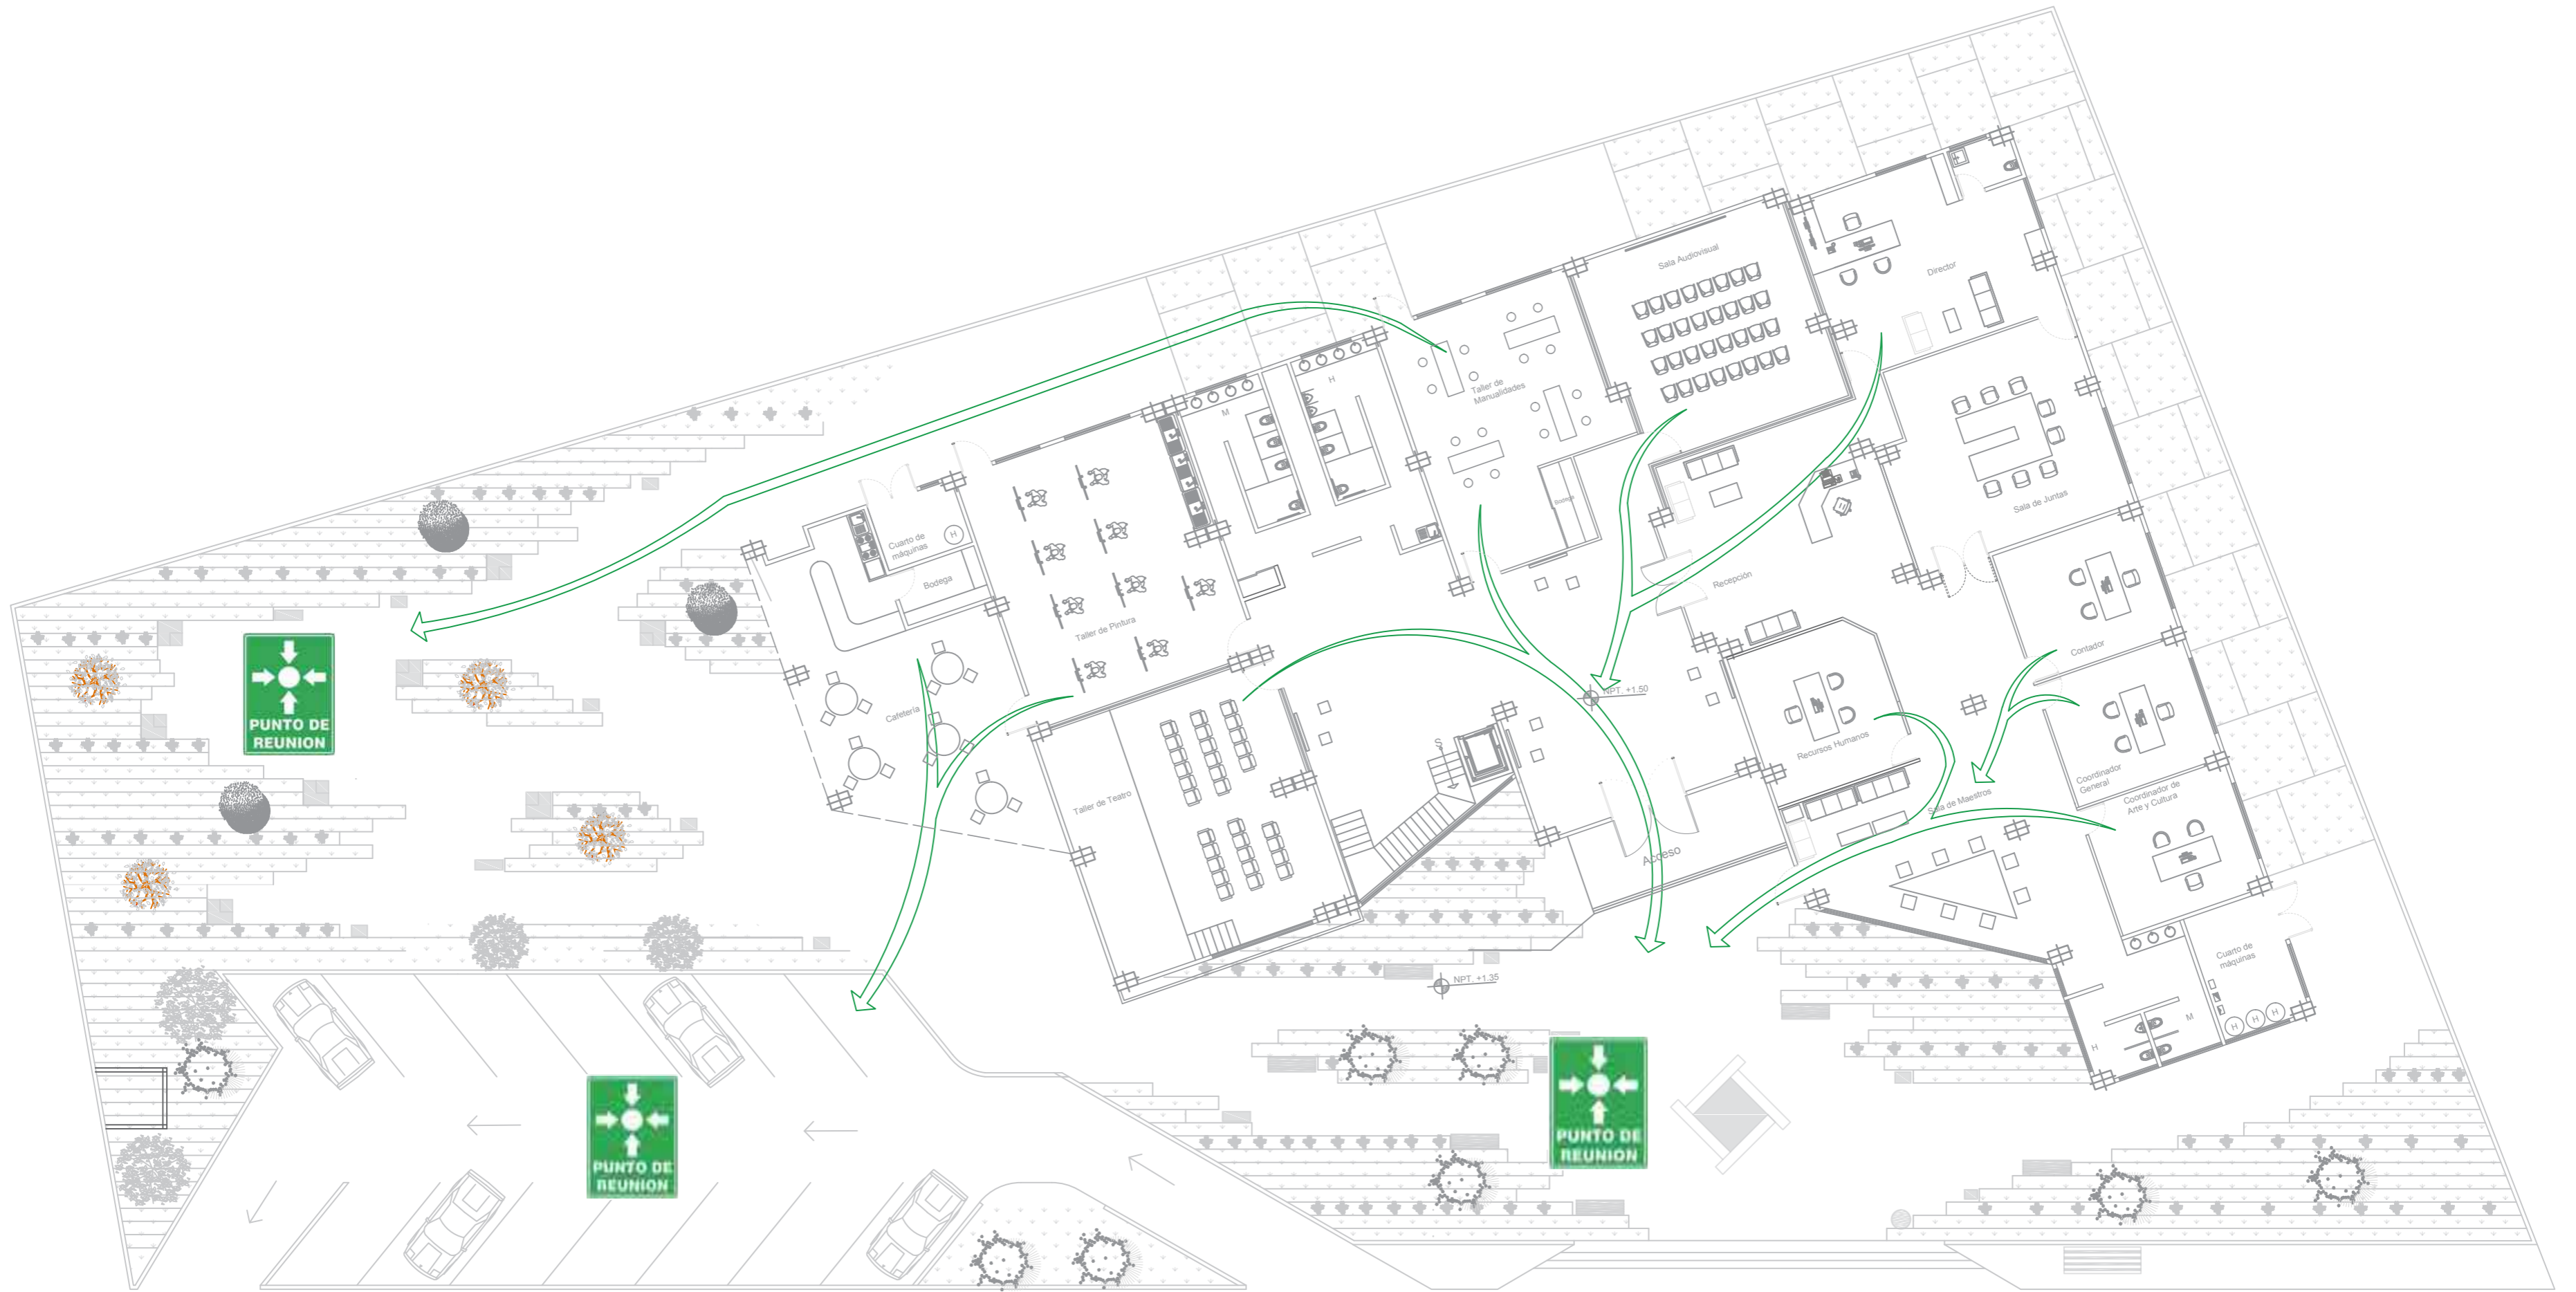 Sala Audiovisual
Director
Taller de
Manualidades
H
M
Bodega
Sala de Juntas
Cuarto de
máquinas
H
Bodega
Recepción
Taller de Pintura
Contador
NPT. +1.50
Cafetería
PUNTO DE
REUNION
Recursos Humanos
S
Coordinador
General
Coordinador de
Arte y Cultura
Sala de Maestros
Taller de Teatro
Acceso
Cuarto de
máquinas
NPT. +1.35
M
H
H
H
H
PUNTO DE
REUNION
PUNTO DE
REUNION